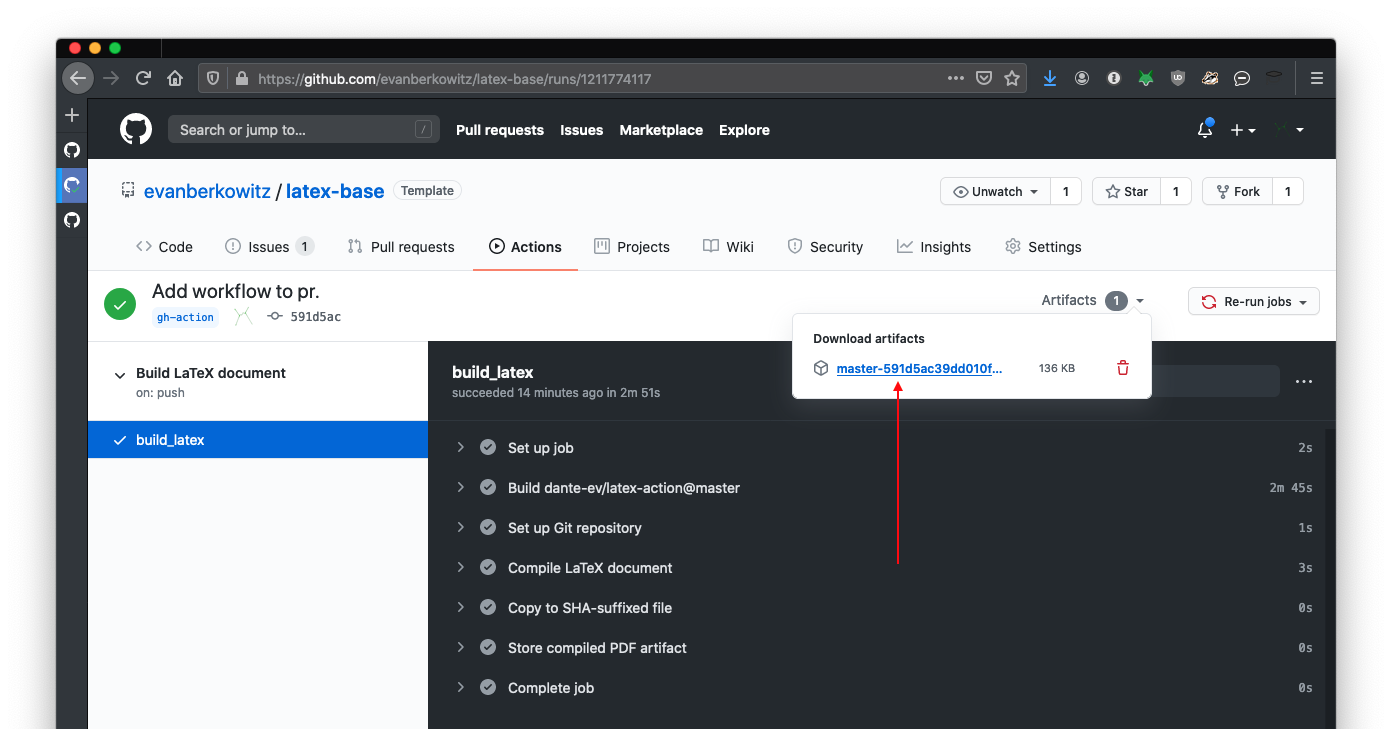 https://github.com/evanberkowitz/latex-base/runs/1211774117
Search or jump to... /
Pull requests Issues Marketplace Explore
evanberkowitz / latex-base Template
Unwatch 1 Star 1 Fork 1
Code Issues 1 Pull requests Actions Projects Wiki Security Insights Settings
Add workflow to pr.
gh-action 591d5ac
Artifacts 1 Re-run jobs
Download artifacts
master-591d5ac39dd010f... 136 KB
Build LaTeX document
on: push
build_latex
build_latex
succeeded 14 minutes ago in 2m 51s
Set up job 2s
Build dante-ev/latex-action@master 2m 45s
Set up Git repository 1s
Compile LaTeX document 3s
Copy to SHA-suffixed file 0s
Store compiled PDF artifact 0s
Complete job 0s